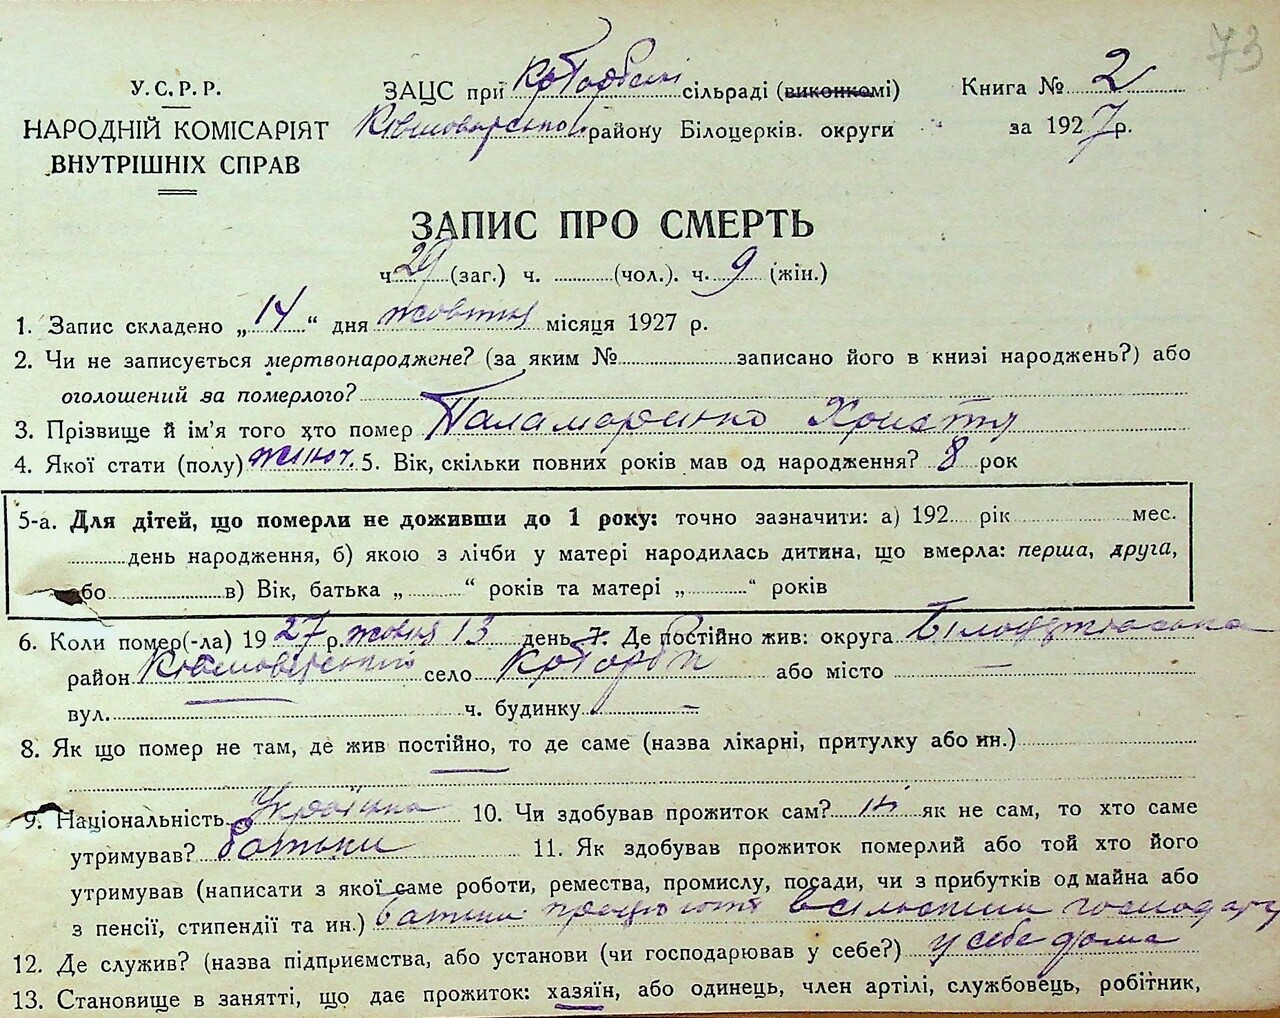 73
У.С.Р.Р.
НАРОДНІЙ КОМІСАРІЯТ
ВНУТРІШНІХ СПРАВ
ЗАЦС при сільраді (виконкомі) Книга № 2
району Білоцерків. округи за 1927 р.
ЗАПИС ПРО СМЕРТЬ
ч. 29 (заг.) ч. (чол.). ч. 9 (жін.)
1. Запис складено „14“ дня жовтня місяця 1927 р.
2. Чи не записується мертвонароджене? (за яким № записано його в книзі народжень?) або
оголошений за померлого?
3. Прізвище й ім'я того хто помер Паламаренко Христя
4. Якої стати (полу) жіноч. 5. Вік, скільки повних років мав од народження? 8 рок
5-а. Для дітей, що померли не доживши до 1 року: точно зазначити: а) 192 рік мес.
день народження, б) якою з лічби у матері народилась дитина, що вмерла: перша, друга,
або в) Вік, батька „ “ років та матері „ “ років
6. Коли помер(-ла) 1927 р. жовтня 13 день 7. Де постійно жив: округа Білоцерківська
район село або місто —
вул. ч. будинку —
8. Як що помер не там, де жив постійно, то де саме (назва лікарні, притулку або ин.)
9. Національність Українка 10. Чи здобував прожиток сам? ні як не сам, то хто саме
утримував? батьки 11. Як здобував прожиток померлий або той хто його
утримував (написати з якої саме роботи, ремества, промислу, посади, чи з прибутків од майна або
з пенсії, стипендії та ин.) батьки працюють в сільським господару
12. Де служив? (назва підприємства, або установи (чи господарював у себе?) у себе дома
13. Становище в занятті, що дає прожиток: хазяїн, або одинець, член артілі, службовець, робітник,